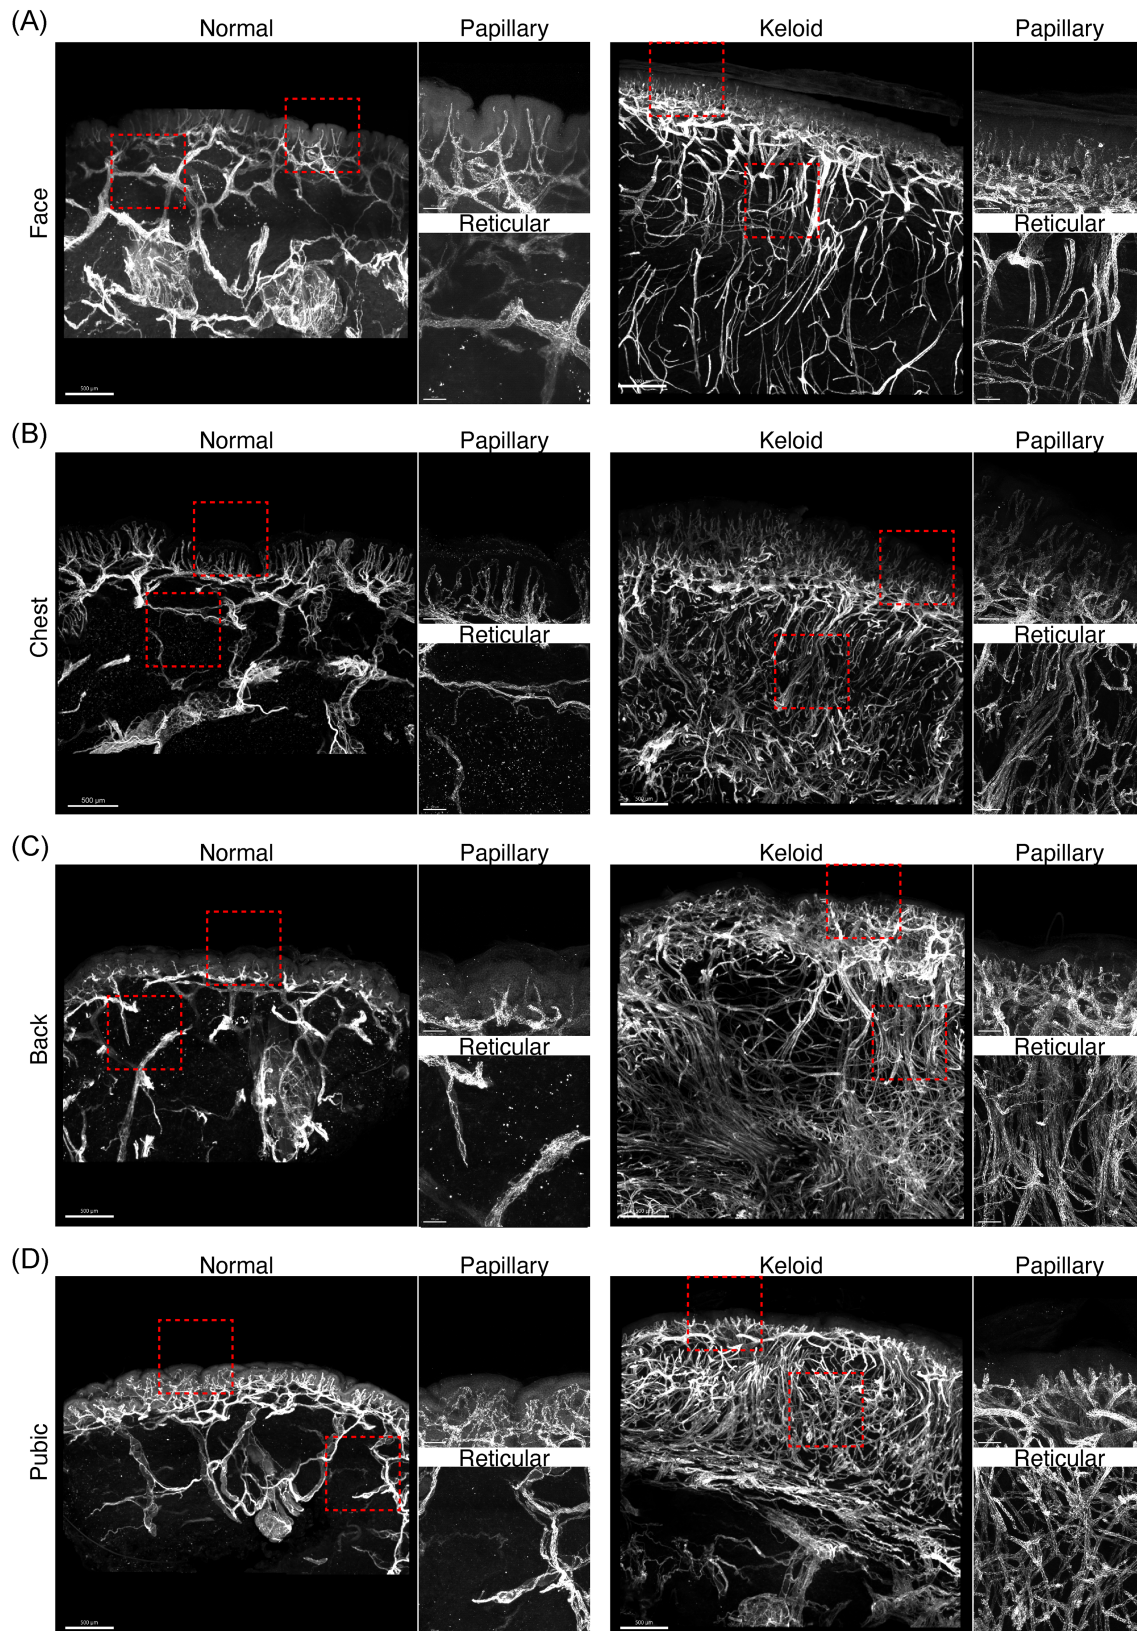 (A)
Normal Papillary Keloid Papillary
Face
Reticular Reticular
500 µm
(B)
Normal Papillary Keloid Papillary
Chest
Reticular Reticular
500 µm 500 µm
(C)
Normal Papillary Keloid Papillary
Back
Reticular Reticular
500 µm 500 µm
(D)
Normal Papillary Keloid Papillary
Pubic
Reticular Reticular
500 µm 500 µm